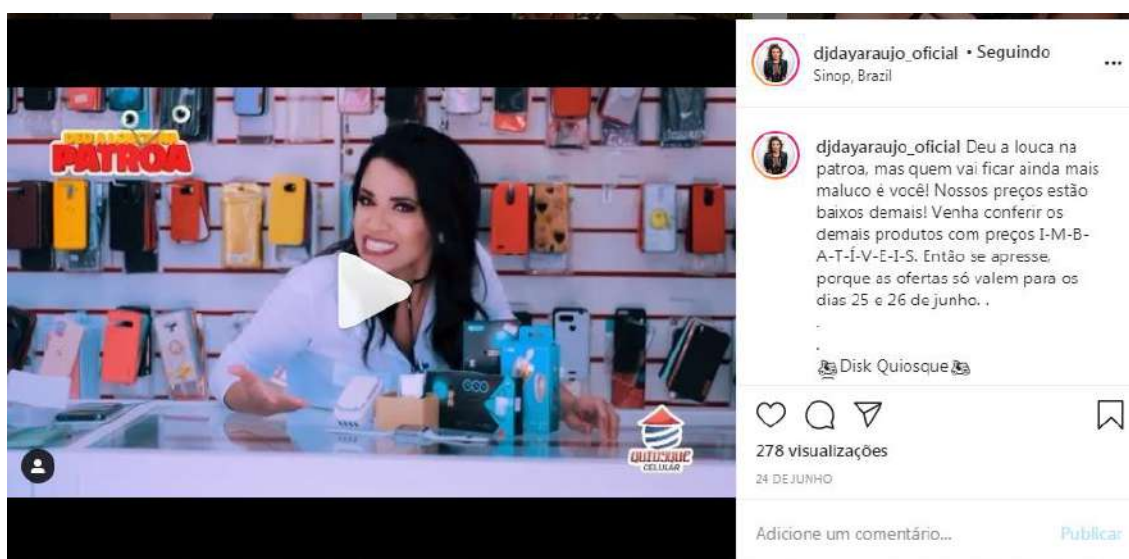 PATROA
QUIOSQUE
CELULAR
djdayaraujo_oficial • Seguindo
Sinop, Brazil
djdayaraujo_oficial Deu a louca na
patroa, mas quem vai ficar ainda mais
maluco é você! Nossos preços estão
baixos demais! Venha conferir os
demais produtos com preços I-M-B-
A-T-Í-V-E-I-S. Então se apresse,
porque as ofertas só valem para os
dias 25 e 26 de junho. .
.
.
Disk Quiosque
278 visualizações
24 DE JUNHO
Adicione um comentário...
Publicar